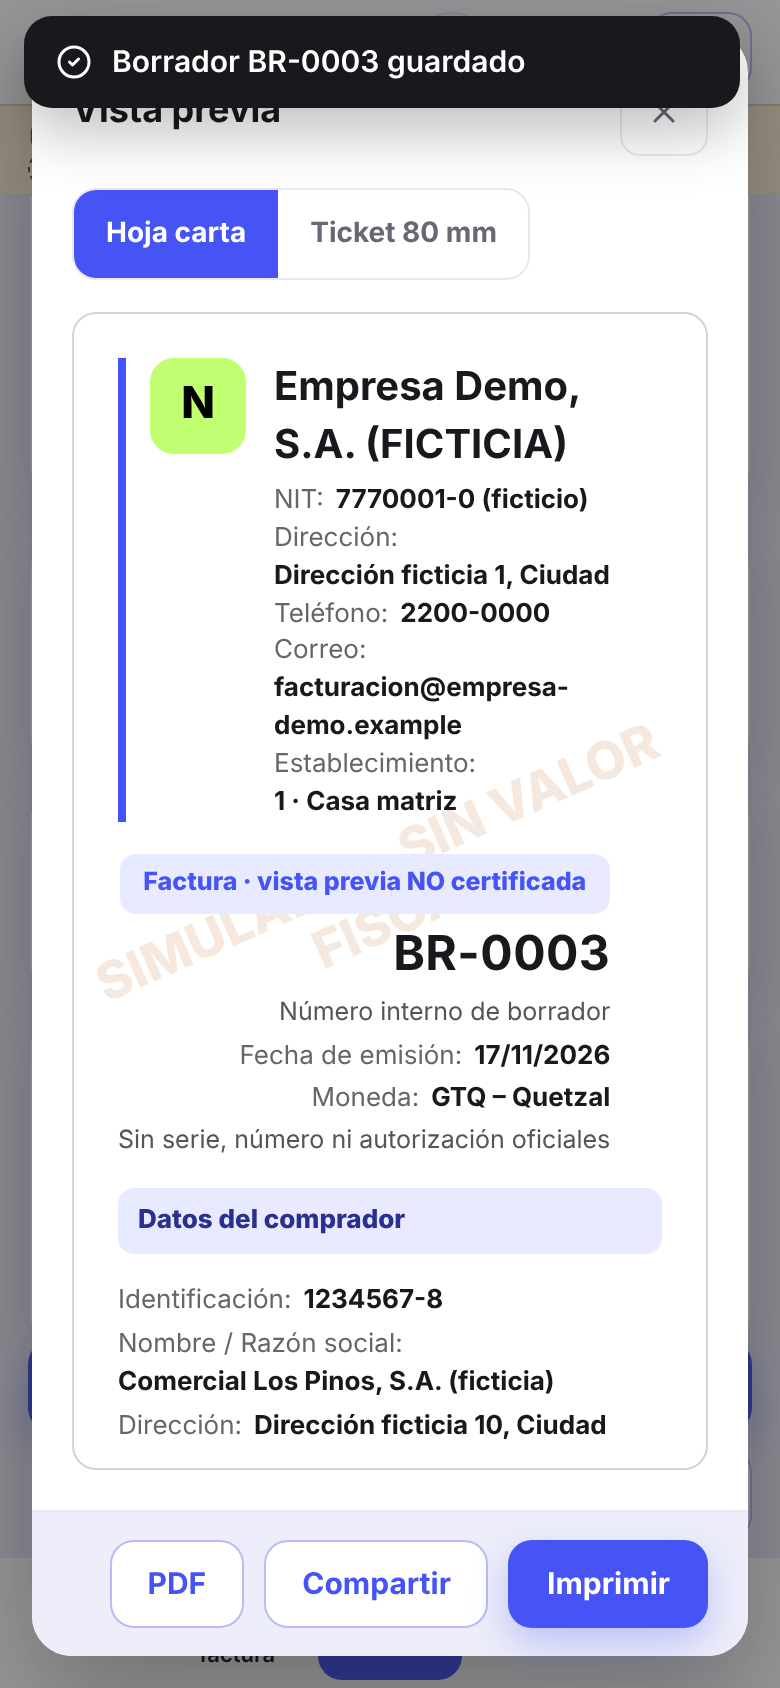 Borrador BR-0003 guardado
Vista previa
Hoja carta
Ticket 80 mm
N
Empresa Demo,
S.A. (FICTICIA)
NIT: 7770001-0 (ficticio)
Dirección:
Dirección ficticia 1, Ciudad
Teléfono: 2200-0000
Correo:
facturacion@empresa-
demo.example
Establecimiento:
1 · Casa matriz
SIN VALOR
Factura · vista previa NO certificada
BR-0003
Número interno de borrador
Fecha de emisión: 17/11/2026
Moneda: GTQ – Quetzal
Sin serie, número ni autorización oficiales
Datos del comprador
Identificación: 1234567-8
Nombre / Razón social:
Comercial Los Pinos, S.A. (ficticia)
Dirección: Dirección ficticia 10, Ciudad
PDF
Compartir
Imprimir
factura